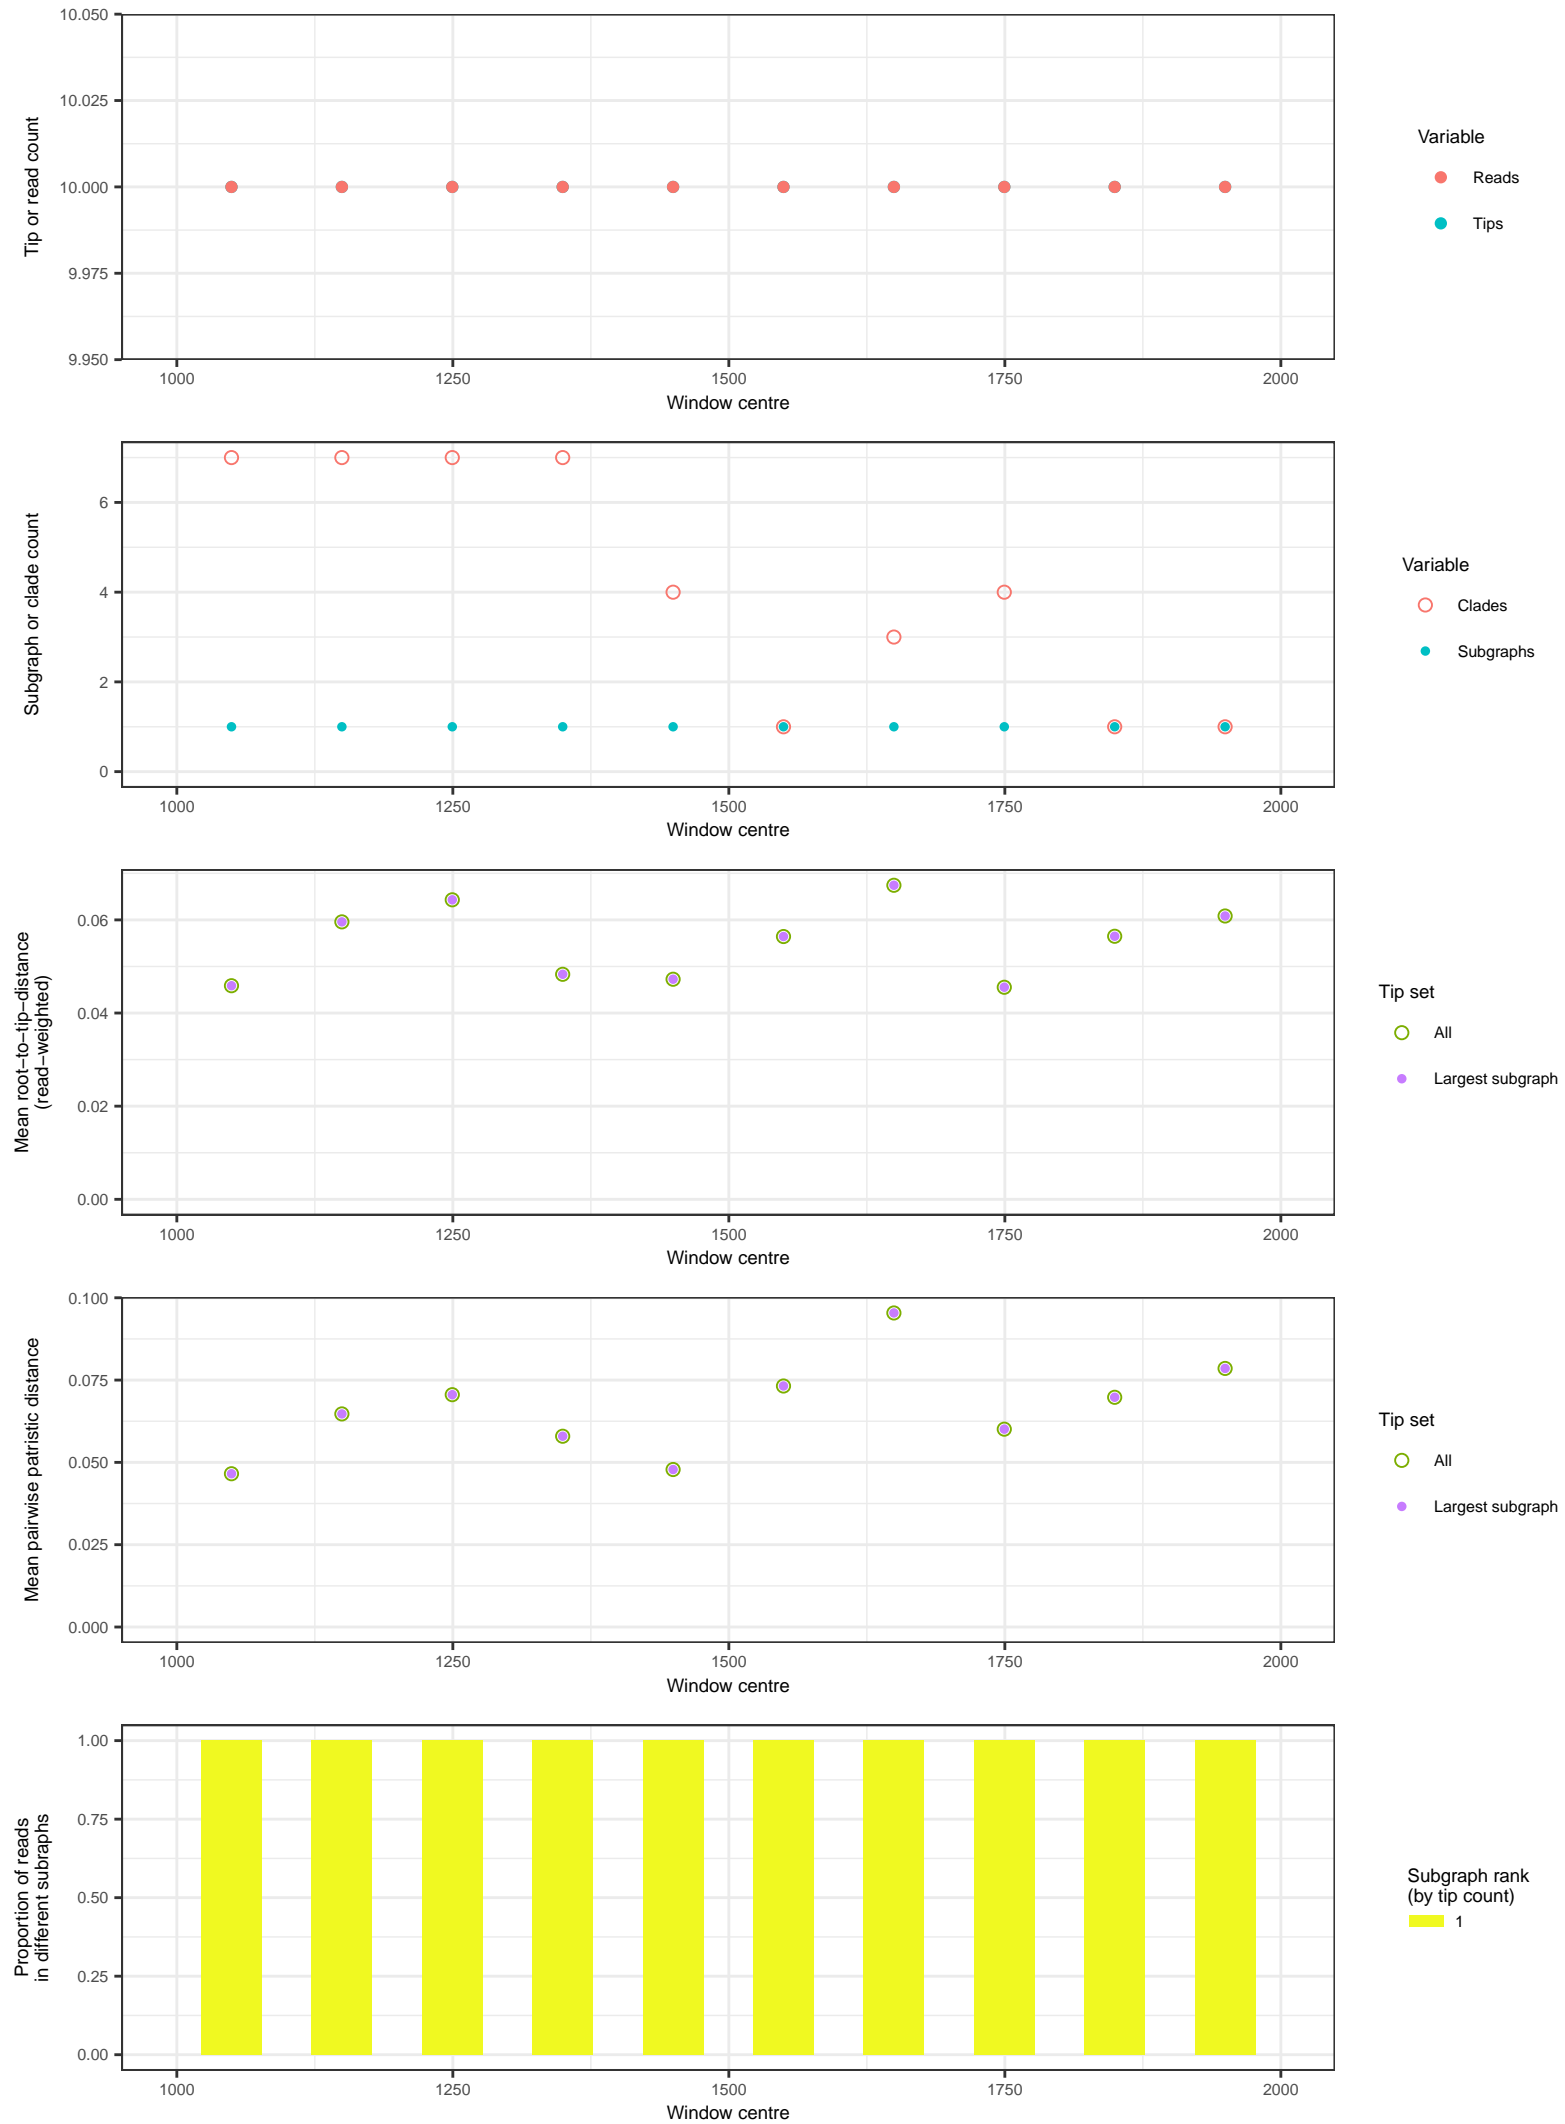 10.050
10.025
10.000
9.975
9.950
Tip or read count
1000 1250 1500 1750 2000
Window centre
Variable
Reads
Tips
6
4
2
0
Subgraph or clade count
1000 1250 1500 1750 2000
Window centre
Variable
Clades
Subgraphs
0.06
0.04
0.02
0.00
Mean root−to−tip−distance
(read−weighted)
1000 1250 1500 1750 2000
Window centre
Tip set
All
Largest subgraph
0.100
0.075
0.050
0.025
0.000
Mean pairwise patristic distance
1000 1250 1500 1750 2000
Window centre
Tip set
All
Largest subgraph
1.00
0.75
0.50
0.25
0.00
Proportion of reads
in different subraphs
1000 1250 1500 1750 2000
Window centre
Subgraph rank
(by tip count)
1